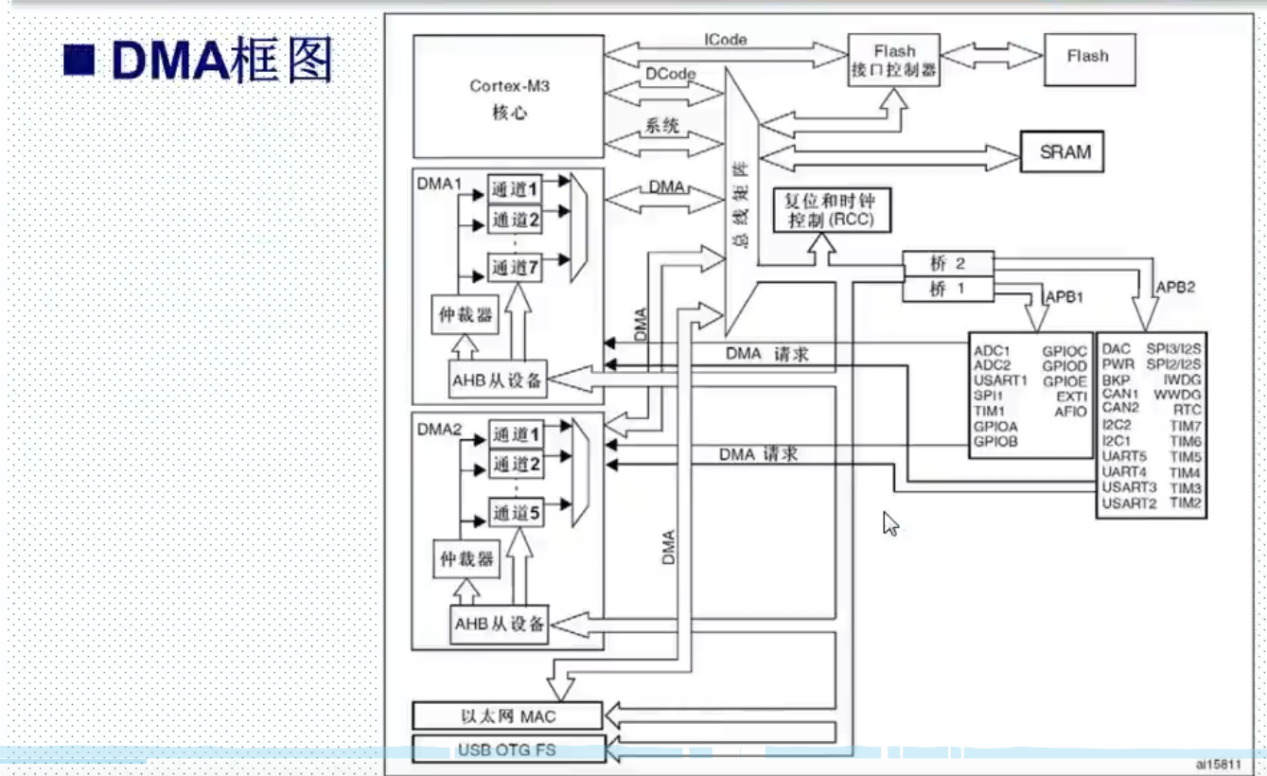 ■ DMA框图
Cortex-M3
核心
ICode
DCode
系统
DMA
Flash
接口控制器
Flash
SRAM
总线矩阵
复位和时钟
控制(RCC)
桥 2
桥 1
APB1
APB2
DMA1
通道1
通道2
通道7
仲裁器
AHB从设备
DMA
DMA 请求
DMA2
通道1
通道2
通道5
仲裁器
AHB从设备
DMA 请求
DMA
ADC1 GPIOC
ADC2 GPIOD
USART1 GPIOE
SPI1 EXTI
TIM1 AFIO
GPIOA
GPIOB
DAC SPI3/I2S
PWR SPI2/I2S
BKP IWDG
CAN1 WWDG
CAN2 RTC
I2C2 TIM7
I2C1 TIM6
UART5 TIM5
UART4 TIM4
USART3 TIM3
USART2 TIM2
以太网 MAC
USB OTG FS
ai15811